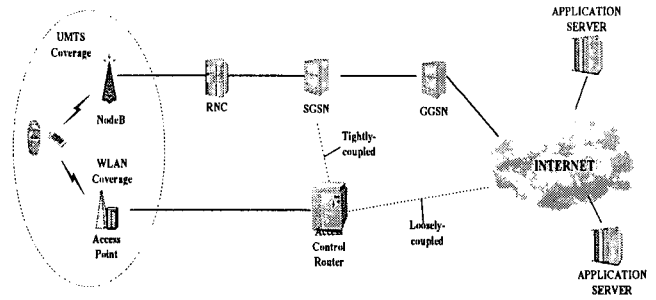 APPLICATION
SERVER
UMTS
Coverage
NodeB
RNC
SGSN
GGSN
Tightly-
coupled
WLAN
Coverage
INTERNET
Access
Point
Access
Control
Router
Loosely-
coupled
APPLICATION
SERVER